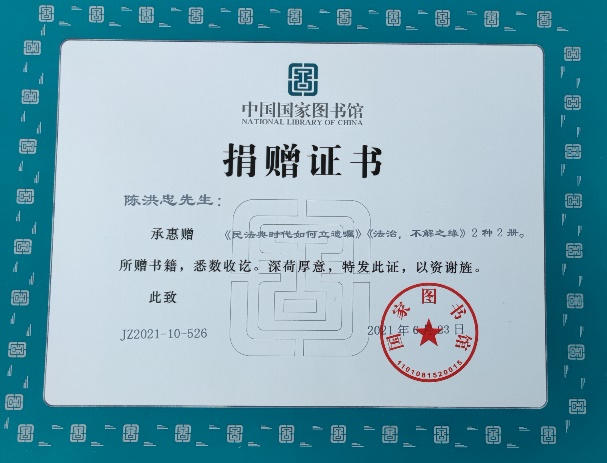 中国国家图书馆
NATIONAL LIBRARY OF CHINA
捐赠证书
陈洪忠先生：
承惠赠 《民法典时代如何立遗嘱》《法治，不解之缘》2种2册。
所赠书籍，悉数收讫。深荷厚意，特发此证，以资谢旌。
此致
JZ2021-10-526
2021年6月23日
国家图书馆
1101081520015